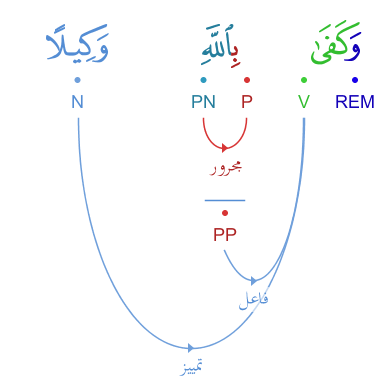 وَكَفَىٰ بِٱللَّهِ وَكِيلًا
REM V P PN N
مجرور
PP
فاعل
تمييز